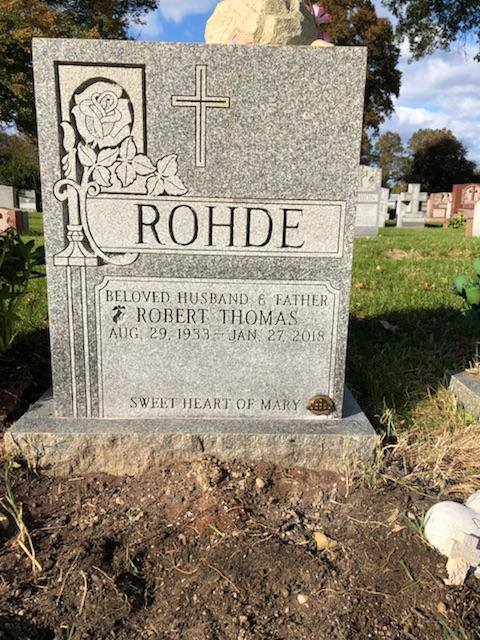 ROHDE
BELOVED HUSBAND & FATHER
ROBERT THOMAS
AUG. 29, 1933 – JAN. 27, 2018
SWEET HEART OF MARY